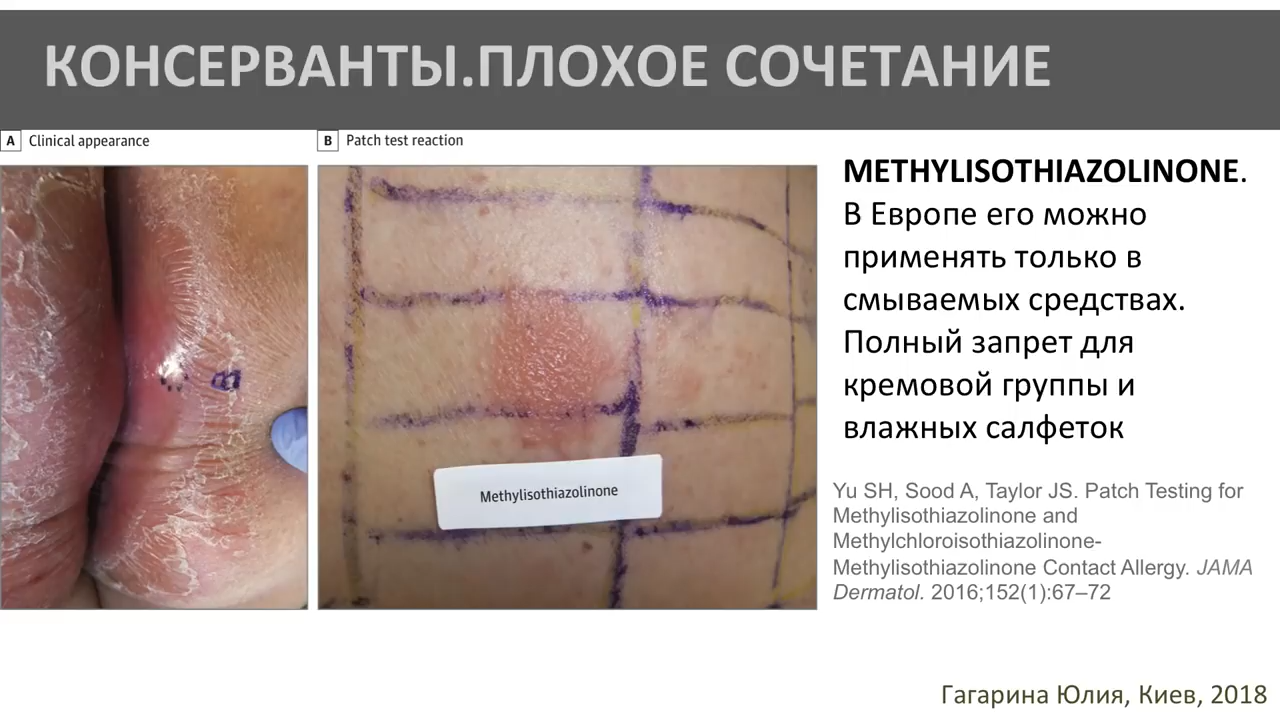 КОНСЕРВАНТЫ.ПЛОХОЕ СОЧЕТАНИЕ
A Clinical appearance
B Patch test reaction
Methylisothiazolinone
METHYLISOTHIAZOLINONE.
В Европе его можно
применять только в
смываемых средствах.
Полный запрет для
кремовой группы и
влажных салфеток
Yu SH, Sood A, Taylor JS. Patch Testing for
Methylisothiazolinone and
Methylchloroisothiazolinone-
Methylisothiazolinone Contact Allergy. JAMA
Dermatol. 2016;152(1):67–72
Гагарина Юлия, Киев, 2018